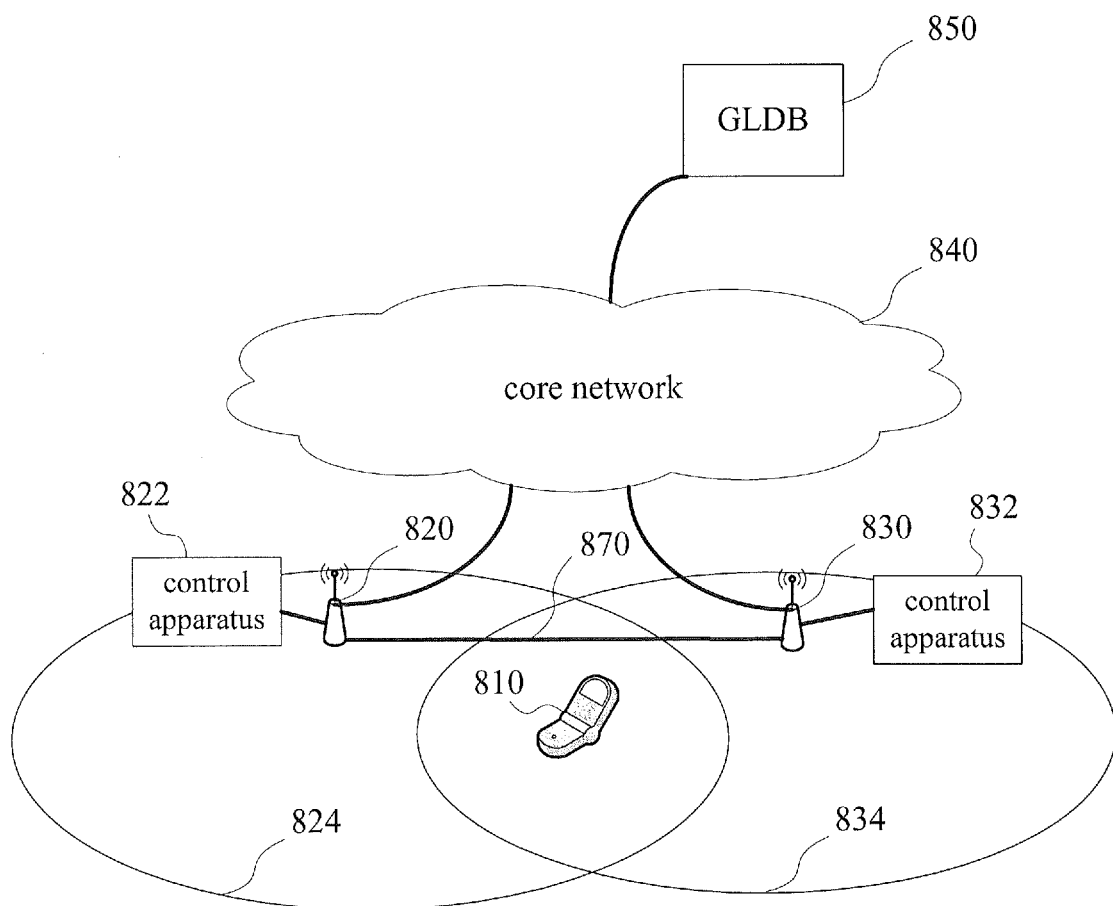 850
GLDB
840
core network
822
820
870
830
832
control
apparatus
control
apparatus
810
824
834